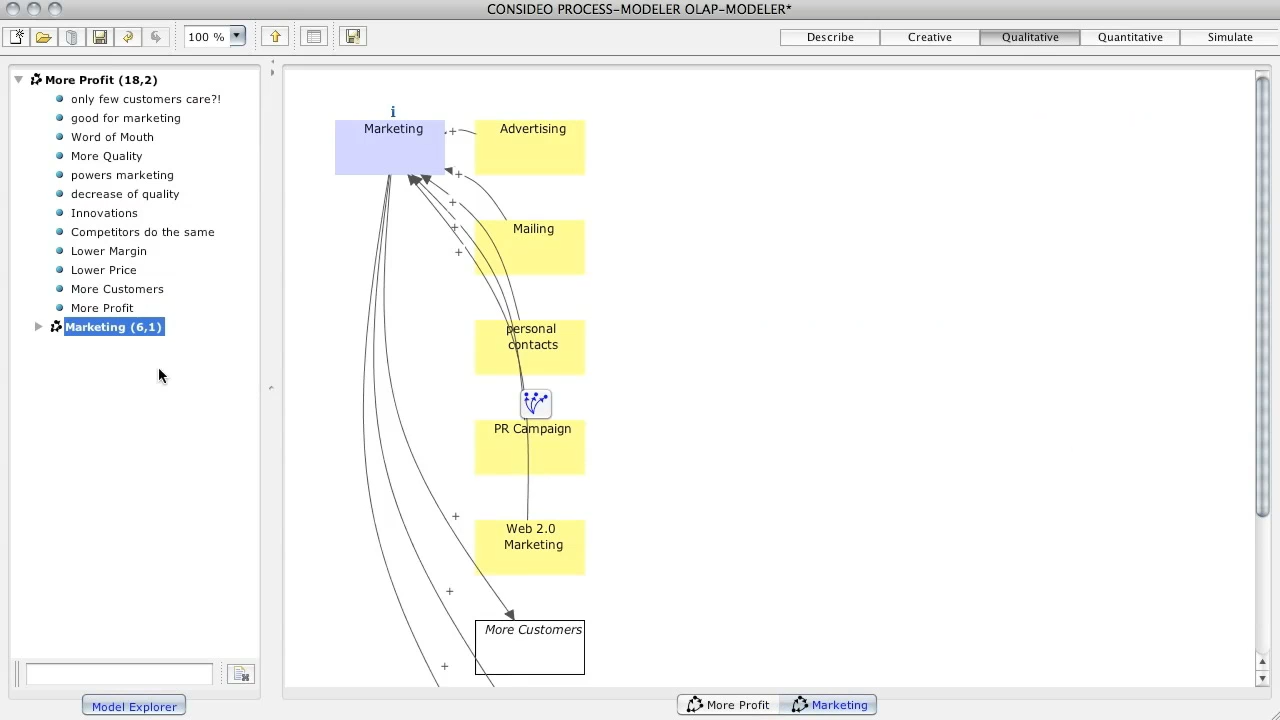 CONSIDEO PROCESS-MODELER OLAP-MODELER*
100 %
Describe
Creative
Qualitative
Quantitative
Simulate
More Profit (18,2)
only few customers care?!
good for marketing
Word of Mouth
More Quality
powers marketing
decrease of quality
Innovations
Competitors do the same
Lower Margin
Lower Price
More Customers
More Profit
Marketing (6,1)
i
Marketing
+
Advertising
+
Mailing
+
+
+
personal
contacts
PR Campaign
+
Web 2.0
Marketing
+
More Customers
+
Model Explorer
More Profit
Marketing